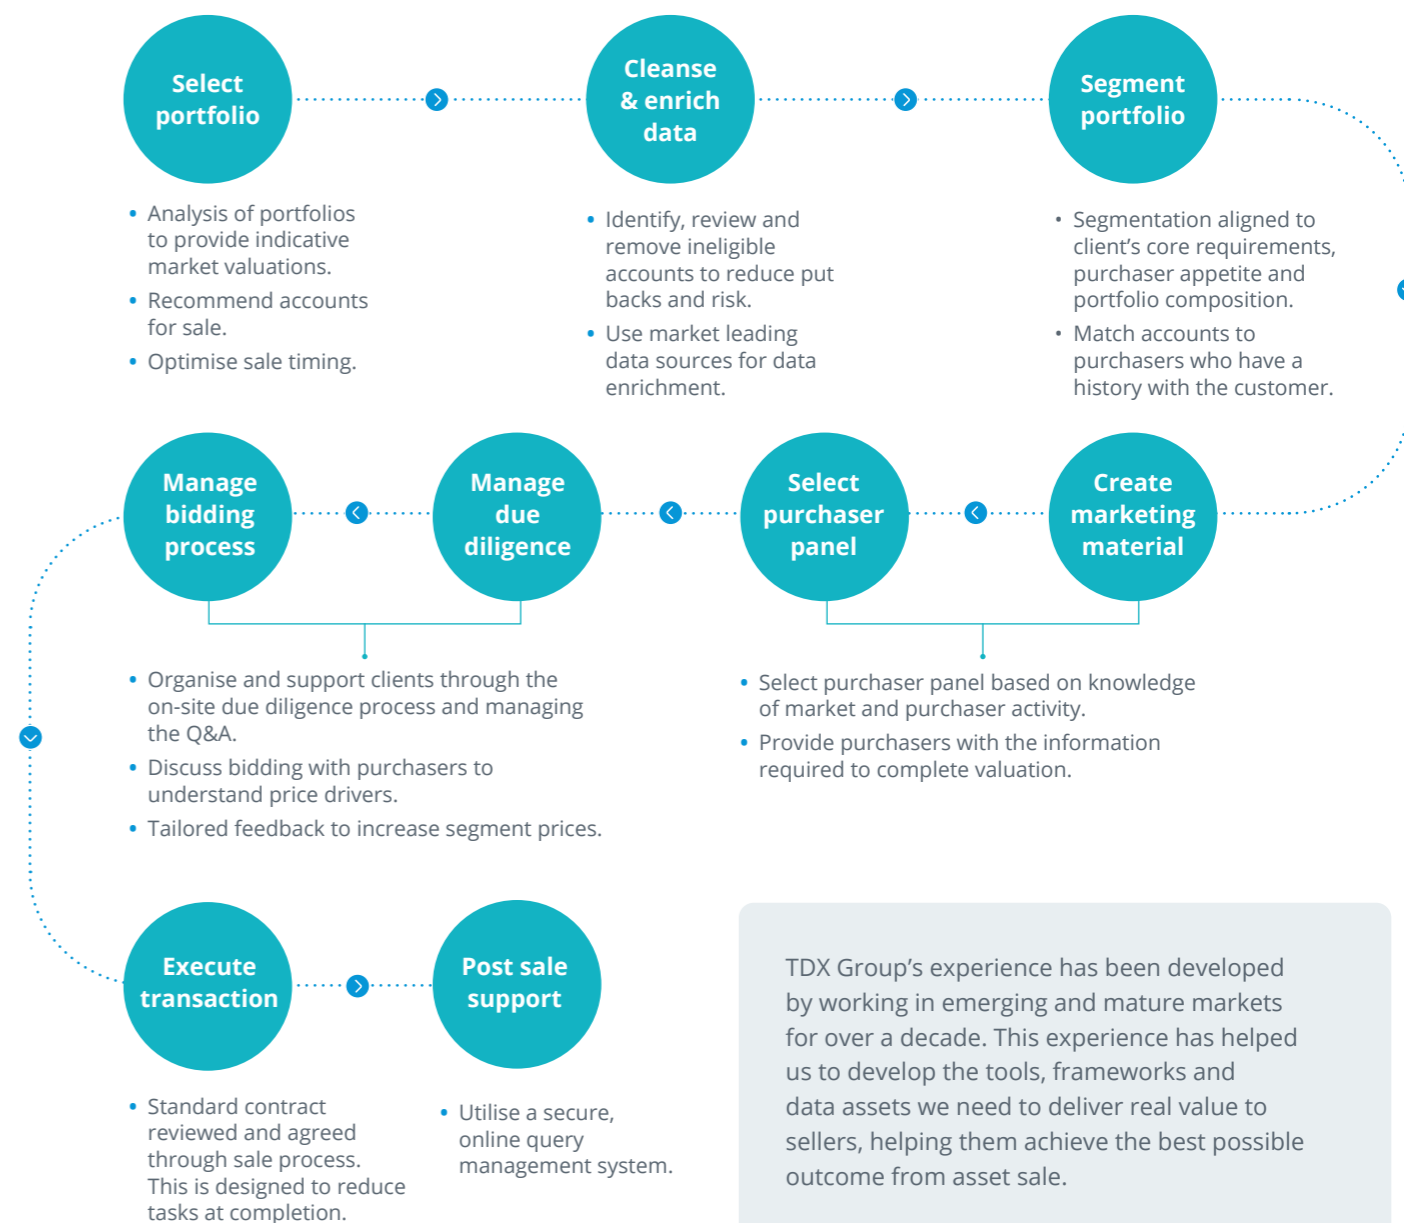 Select
portfolio
Cleanse
& enrich
data
Segment
portfolio
• Analysis of portfolios
to provide indicative
market valuations.
• Recommend accounts
for sale.
• Optimise sale timing.
• Identify, review and
remove ineligible
accounts to reduce put
backs and risk.
• Use market leading
data sources for data
enrichment.
• Segmentation aligned to
client’s core requirements,
purchaser appetite and
portfolio composition.
• Match accounts to
purchasers who have a
history with the customer.
Manage
bidding
process
Manage
due
diligence
Select
purchaser
panel
Create
marketing
material
• Organise and support clients through the
on-site due diligence process and managing
the Q&A.
• Discuss bidding with purchasers to
understand price drivers.
• Tailored feedback to increase segment prices.
• Select purchaser panel based on knowledge
of market and purchaser activity.
• Provide purchasers with the information
required to complete valuation.
Execute
transaction
Post sale
support
• Standard contract
reviewed and agreed
through sale process.
This is designed to reduce
tasks at completion.
• Utilise a secure,
online query
management system.
TDX Group’s experience has been developed
by working in emerging and mature markets
for over a decade. This experience has helped
us to develop the tools, frameworks and
data assets we need to deliver real value to
sellers, helping them achieve the best possible
outcome from asset sale.